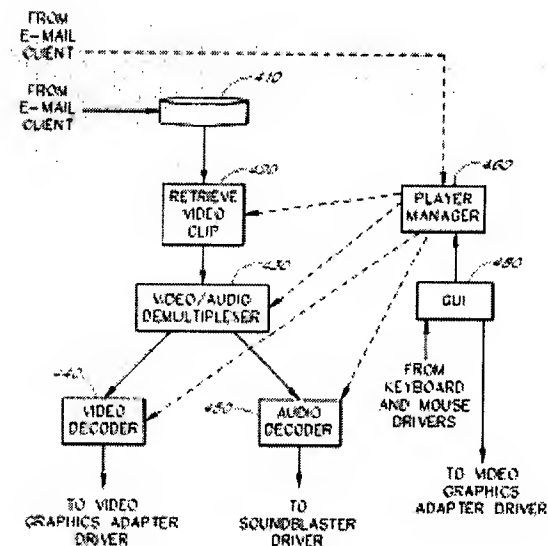 FROM
E-MAIL
CLIENT
FROM
E-MAIL
CLIENT
410
420
RETRIEVE
VIDEO
CLIP
460
PLAYER
MANAGER
430
VIDEO/AUDIO
DEMULTIPLEXER
480
GUI
440
VIDEO
DECODER
450
AUDIO
DECODER
FROM
KEYBOARD
AND MOUSE
DRIVERS
TO VIDEO
GRAPHICS ADAPTER
DRIVER
TO
SOUNDBLASTER
DRIVER
TO VIDEO
GRAPHICS
ADAPTER DRIVER